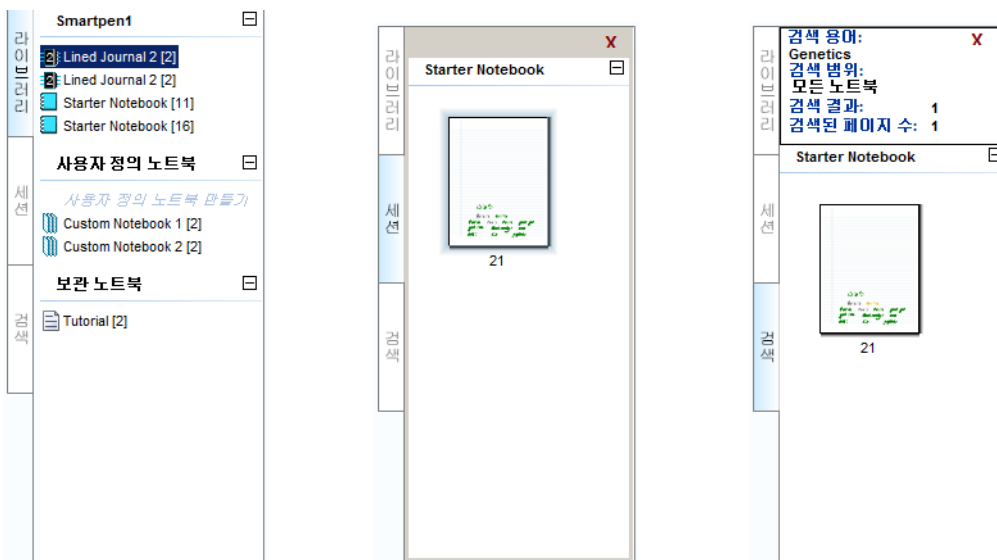 라이브러리
세션
검색
Smartpen1
Lined Journal 2 [2]
Lined Journal 2 [2]
Starter Notebook [11]
Starter Notebook [16]
사용자 정의 노트북
사용자 정의 노트북 만들기
Custom Notebook 1 [2]
Custom Notebook 2 [2]
보관 노트북
Tutorial [2]
라이브러리
세션
검색
X
Starter Notebook
21
라이브러리
세션
검색
검색 용어:
X
Genetics
검색 범위:
모든 노트북
검색 결과: 1
검색된 페이지 수: 1
Starter Notebook
21